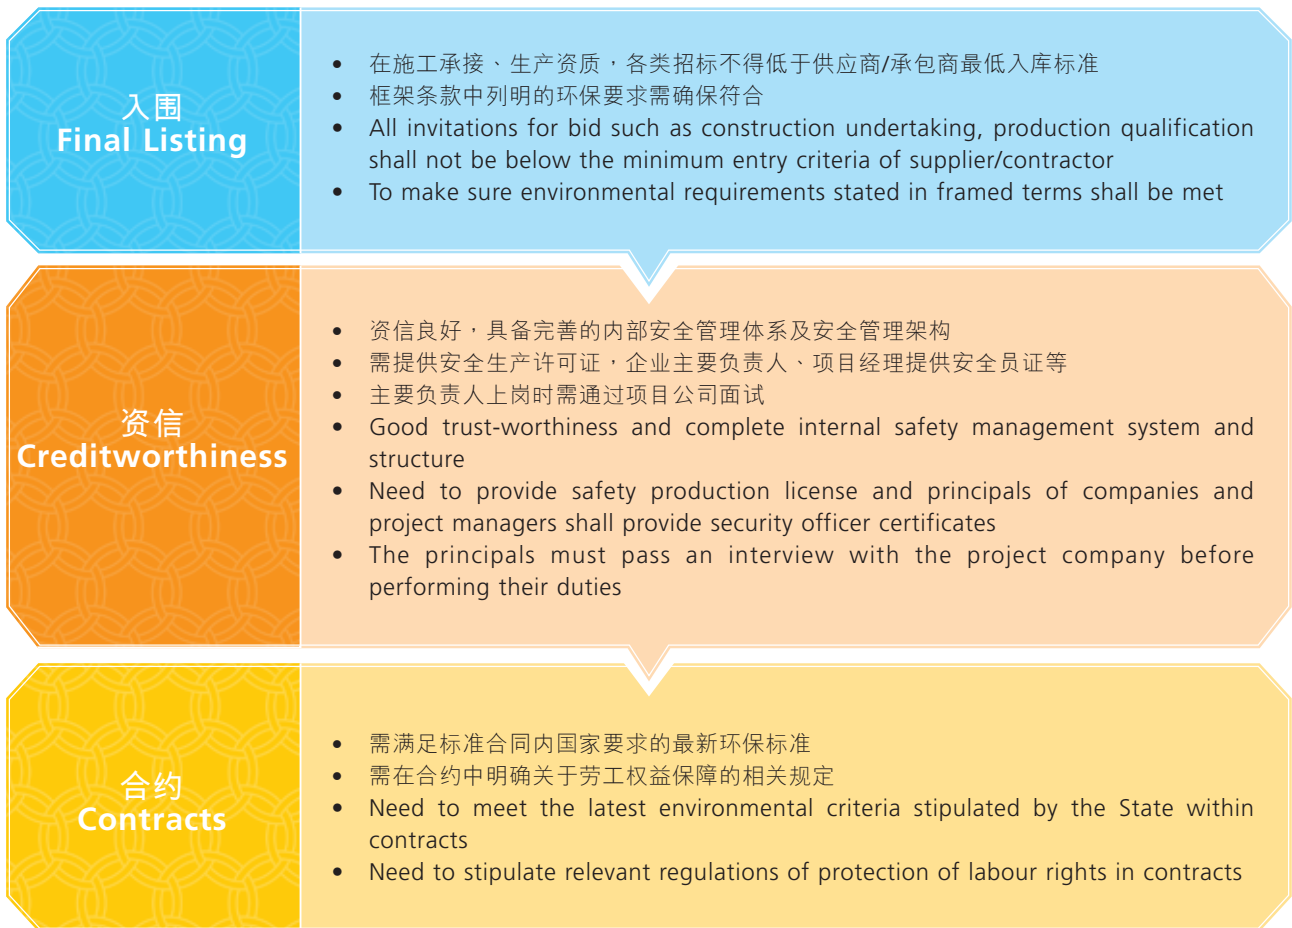 入围
Final Listing
• 在施工承接、生产资质，各类招标不得低于供应商/承包商最低入库标准
• 框架条款中列明的环保要求需确保符合
• All invitations for bid such as construction undertaking, production qualification
shall not be below the minimum entry criteria of supplier/contractor
• To make sure environmental requirements stated in framed terms shall be met
资信
Creditworthiness
• 资信良好，具备完善的内部安全管理体系及安全管理架构
• 需提供安全生产许可证，企业主要负责人、项目经理提供安全员证等
• 主要负责人上岗时需通过项目公司面试
• Good trust-worthiness and complete internal safety management system and
structure
• Need to provide safety production license and principals of companies and
project managers shall provide security officer certificates
• The principals must pass an interview with the project company before
performing their duties
合约
Contracts
• 需满足标准合同内国家要求的最新环保标准
• 需在合约中明确关于劳工权益保障的相关规定
• Need to meet the latest environmental criteria stipulated by the State within
contracts
• Need to stipulate relevant regulations of protection of labour rights in contracts